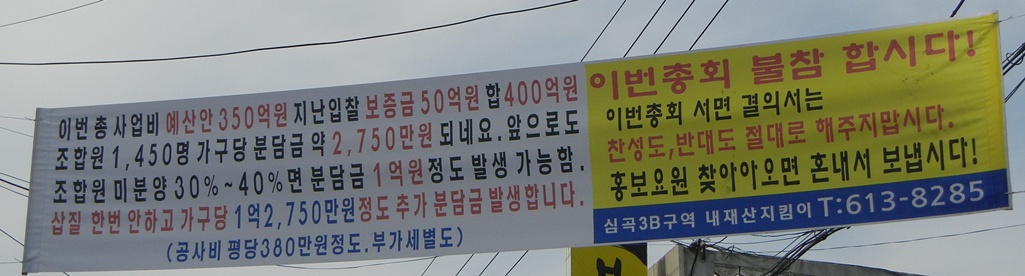 이번 총 사업비 예산안 350억원 지난입찰 보증금 50억원 합 400억원
조합원 1,450명 가구당 분담금 약 2,750만원 되네요. 앞으로도
조합원 미분양 30%~40%면 분담금 1억원정도 발생 가능함.
삽질 한번 안하고 가구당 1억2,750만원정도 추가 분담금 발생합니다.
(공사비 평당380만원정도.부가세별도)
이번총회 불참 합시다!
이번총회 서면 결의서는
찬성도,반대도 절대로 해주지맙시다.
홍보요원 찾아아오면 혼내서 보냅시다!
심곡3B구역 내재산지킴이 T:613-8285